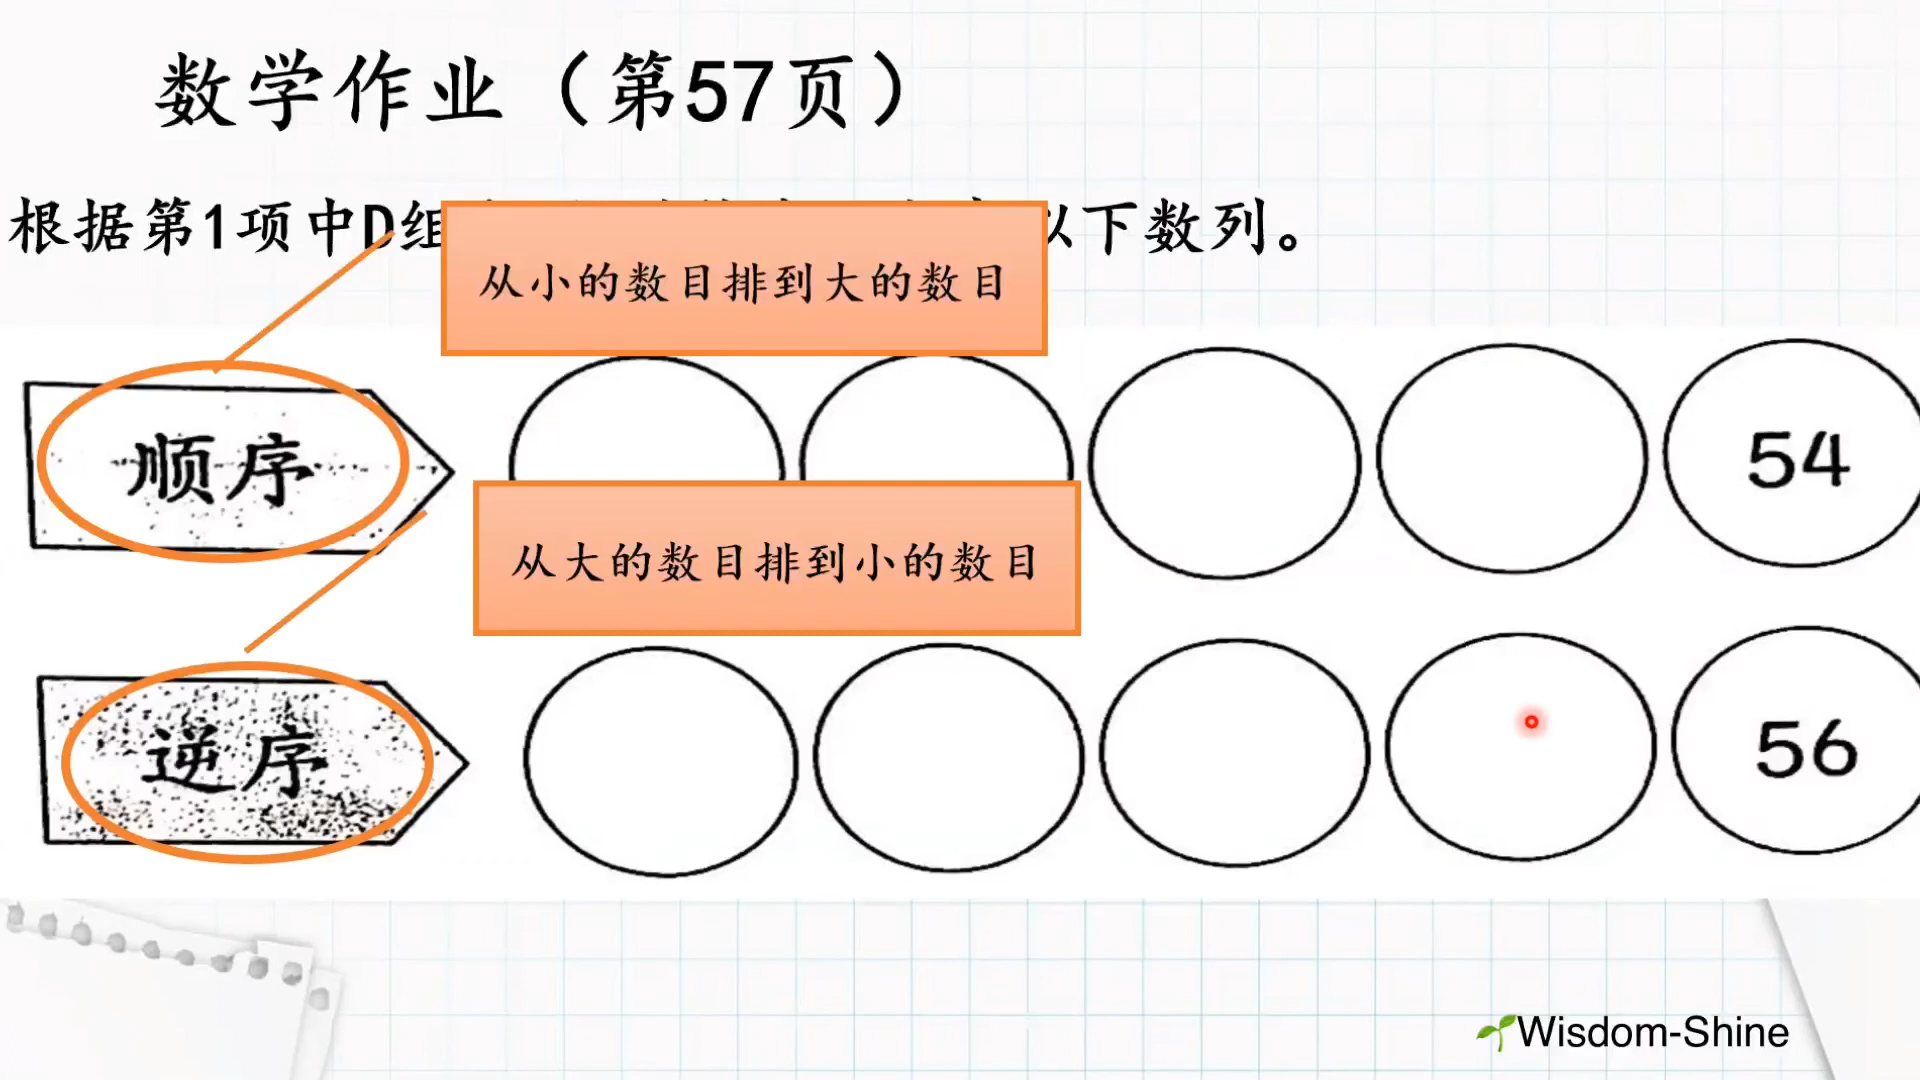 数学作业（第57页）
根据第1项中D组
以下数列。
从小的数目排到大的数目
顺序
54
从大的数目排到小的数目
逆序
56
Wisdom-Shine